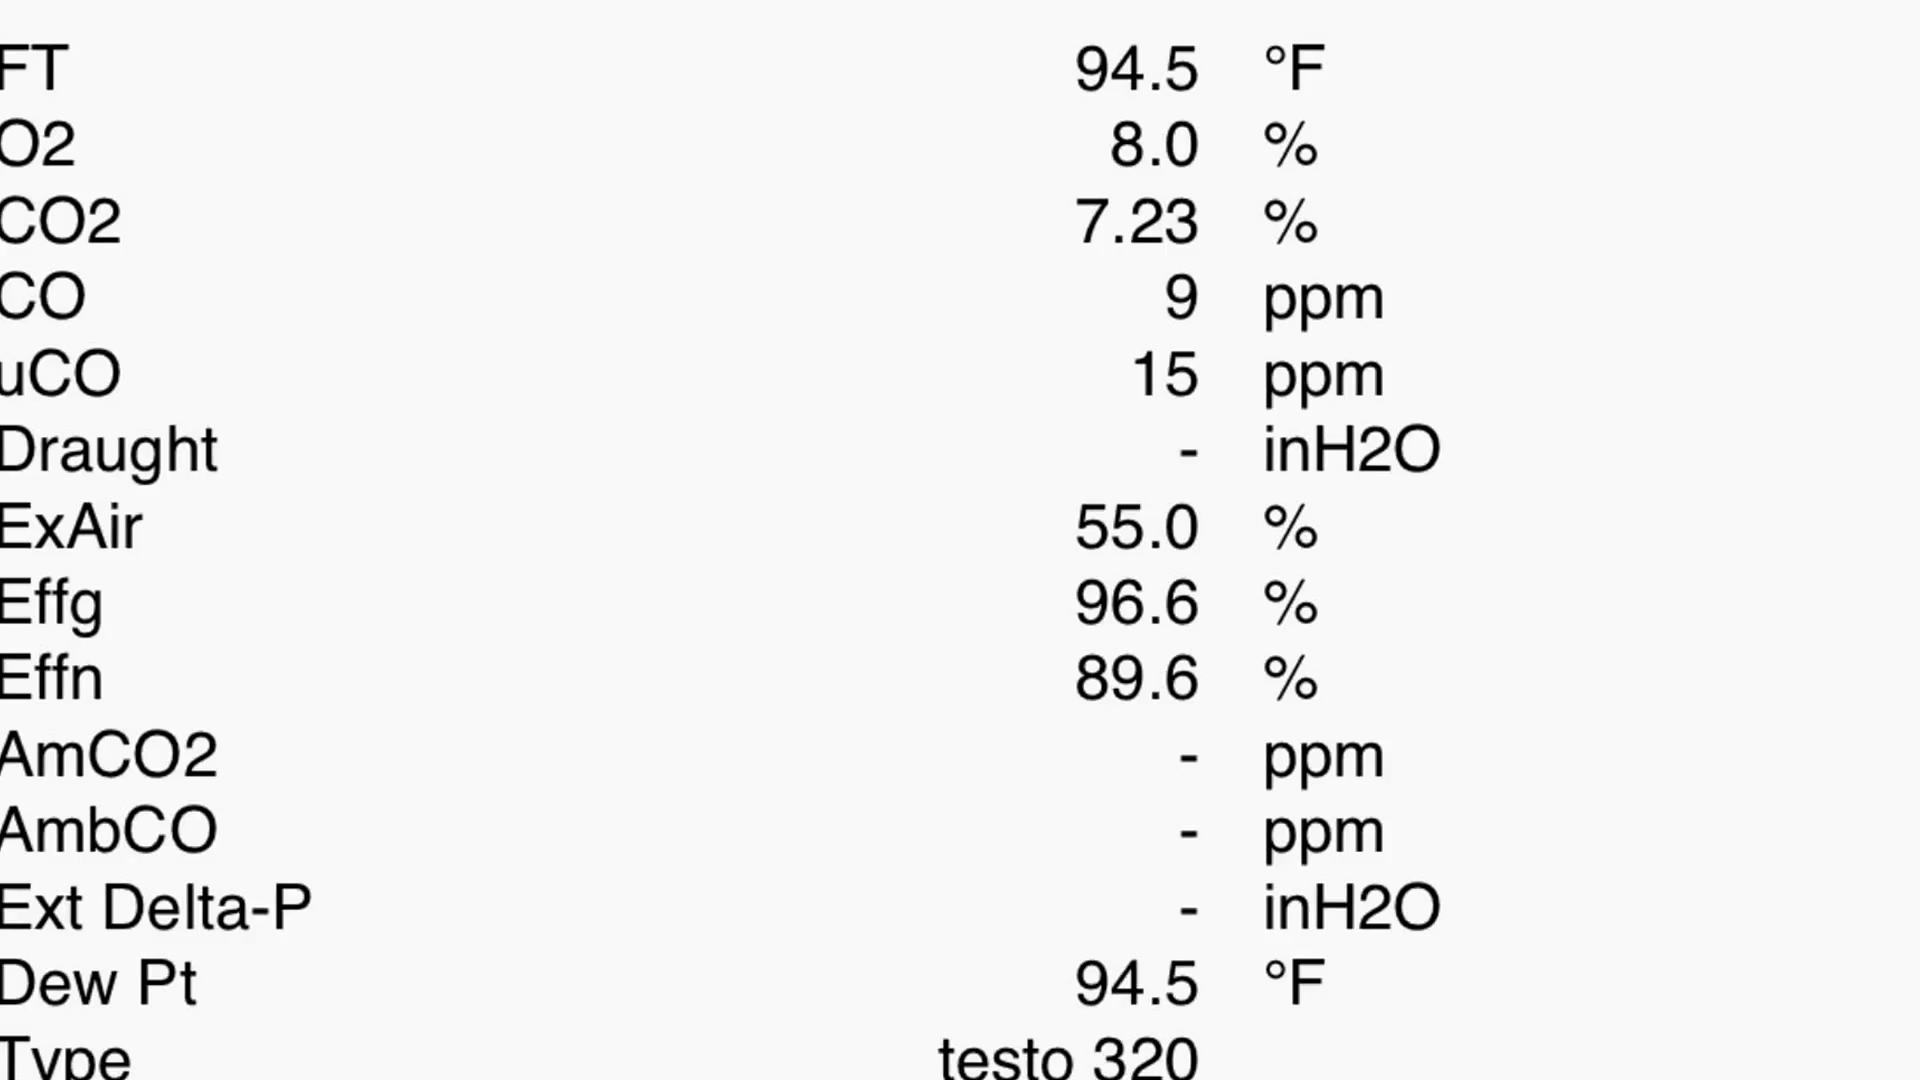 FT 94.5 °F
O2 8.0 %
CO2 7.23 %
CO 9 ppm
uCO 15 ppm
Draught - inH2O
ExAir 55.0 %
Effg 96.6 %
Effn 89.6 %
AmCO2 - ppm
AmbCO - ppm
Ext Delta-P - inH2O
Dew Pt 94.5 °F
Type testo 320